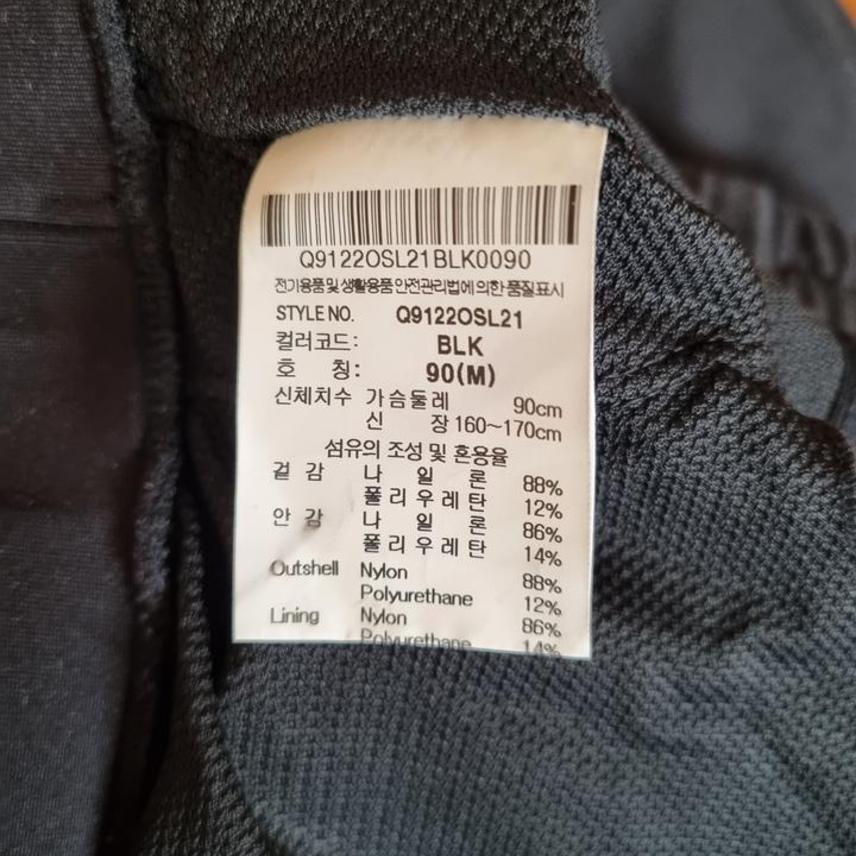 Q9122OSL21BLK0090
전기용품및 생활용품 안전관리법에 의한 품질표시
STYLE NO. Q9122OSL21
컬러코드: BLK
호 칭: 90(M)
신체치수 가슴둘레 90cm
신 장 160~170cm
섬유의 조성 및 혼용율
겉 감 나 일 론 88%
폴리우레탄 12%
안 감 나 일 론 86%
폴리우레탄 14%
Outshell Nylon 88%
Polyurethane 12%
Lining Nylon 86%
Polyurethane 14%